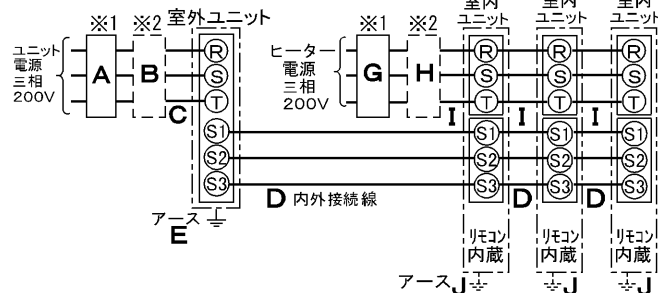 ※1
※2
室外ユニット
ユニット
電源
三相
200V
A
B
C
R
S
T
S1
S2
S3
アース
E
※1
※2
ヒーター
電源
三相
200V
G
H
室内
ユニット
室内
ユニット
室内
ユニット
R
S
T
R
S
T
R
S
T
I
I
I
S1
S2
S3
S1
S2
S3
S1
S2
S3
D 内外接続線
D
D
リモコン
内蔵
リモコン
内蔵
リモコン
内蔵
アース J
J
J